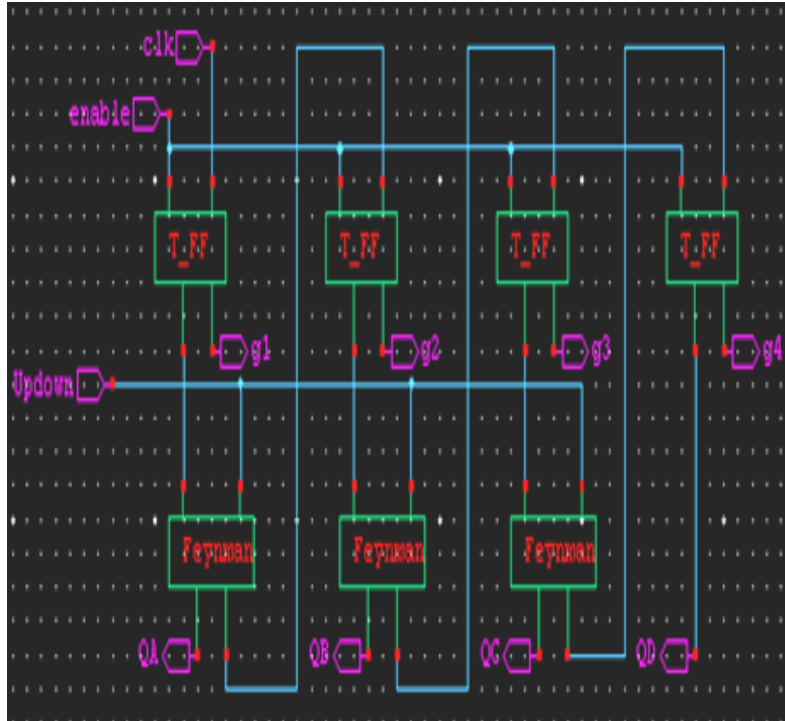 clk
enable
T_FF T_FF T_FF T_FF
g1 g2 g3 g4
Updown
Feynman Feynman Feynman
QA QB QC QD